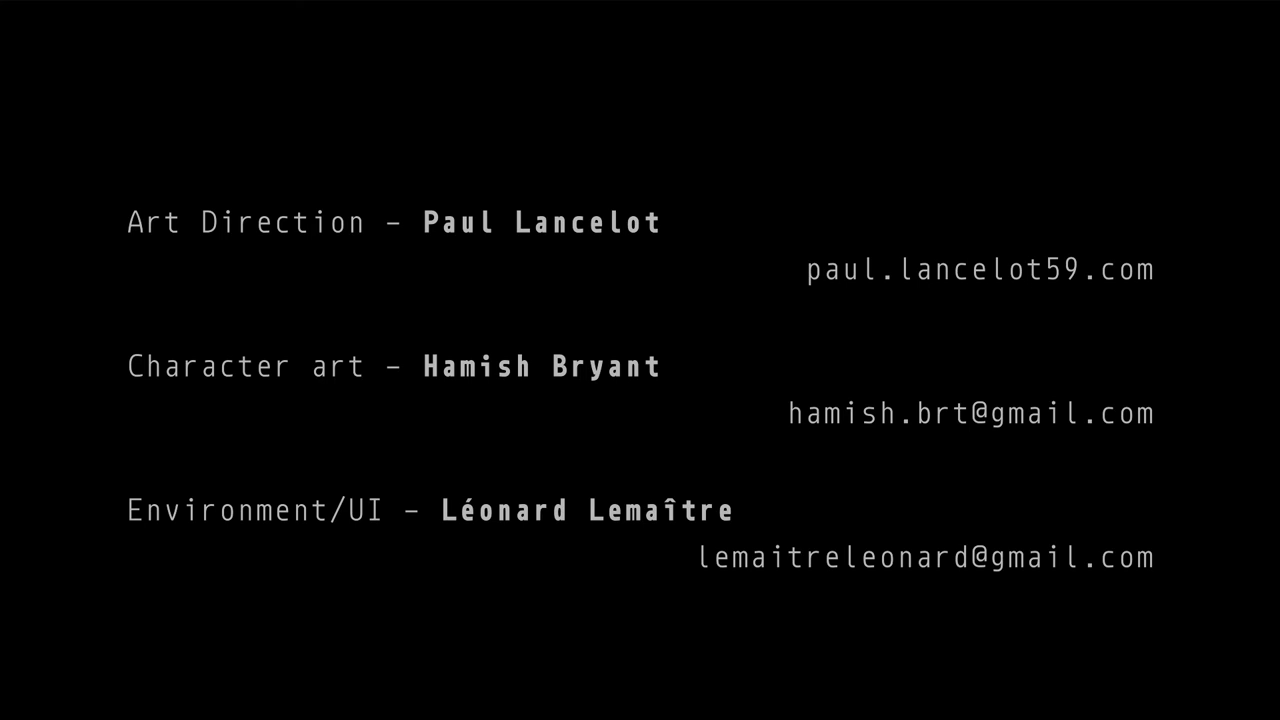 Art Direction – Paul Lancelot
paul.lancelot59.com
Character art – Hamish Bryant
hamish.brt@gmail.com
Environment/UI – Léonard Lemaître
lemaitreleonard@gmail.com